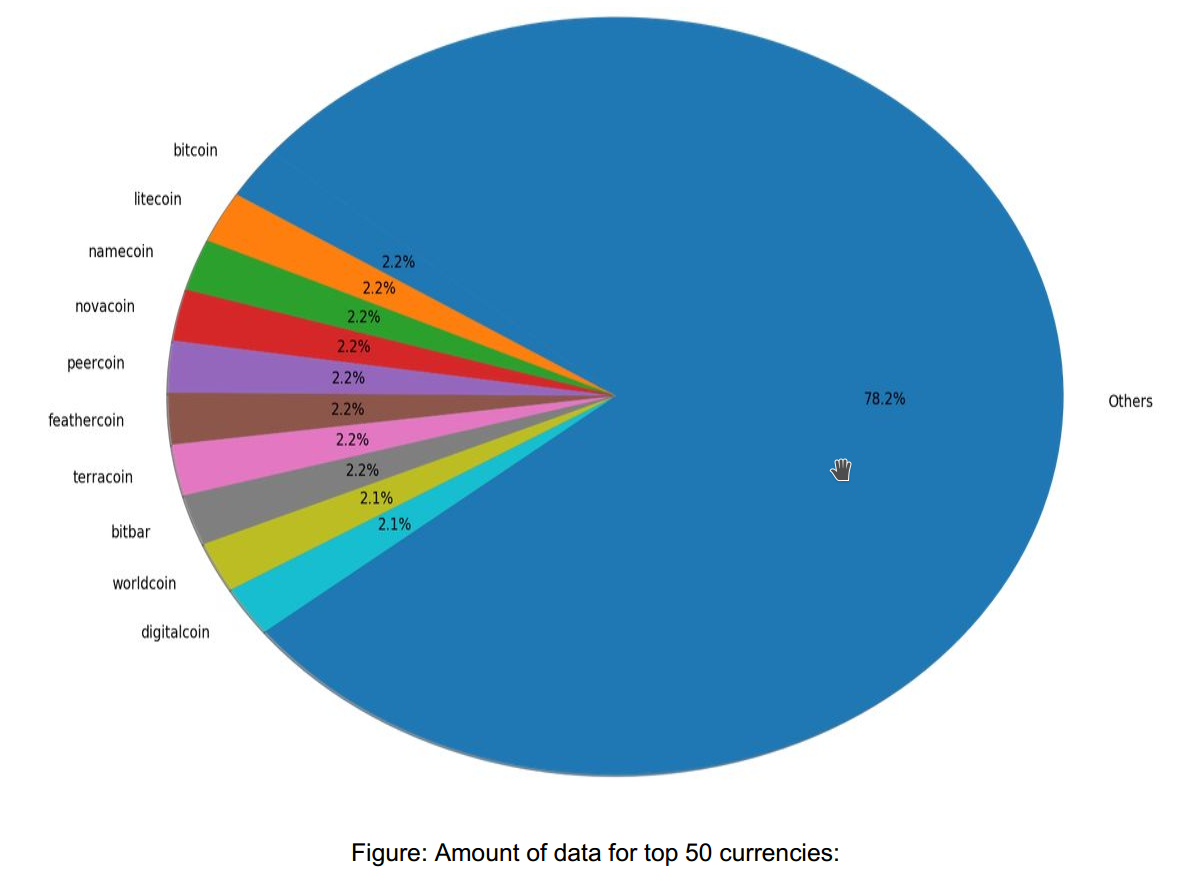 bitcoin
litecoin
namecoin
novacoin
peercoin
feathercoin
terracoin
bitbar
worldcoin
digitalcoin
2.2%
2.2%
2.2%
2.2%
2.2%
2.2%
2.2%
2.2%
2.1%
2.1%
78.2%
Others
Figure: Amount of data for top 50 currencies: